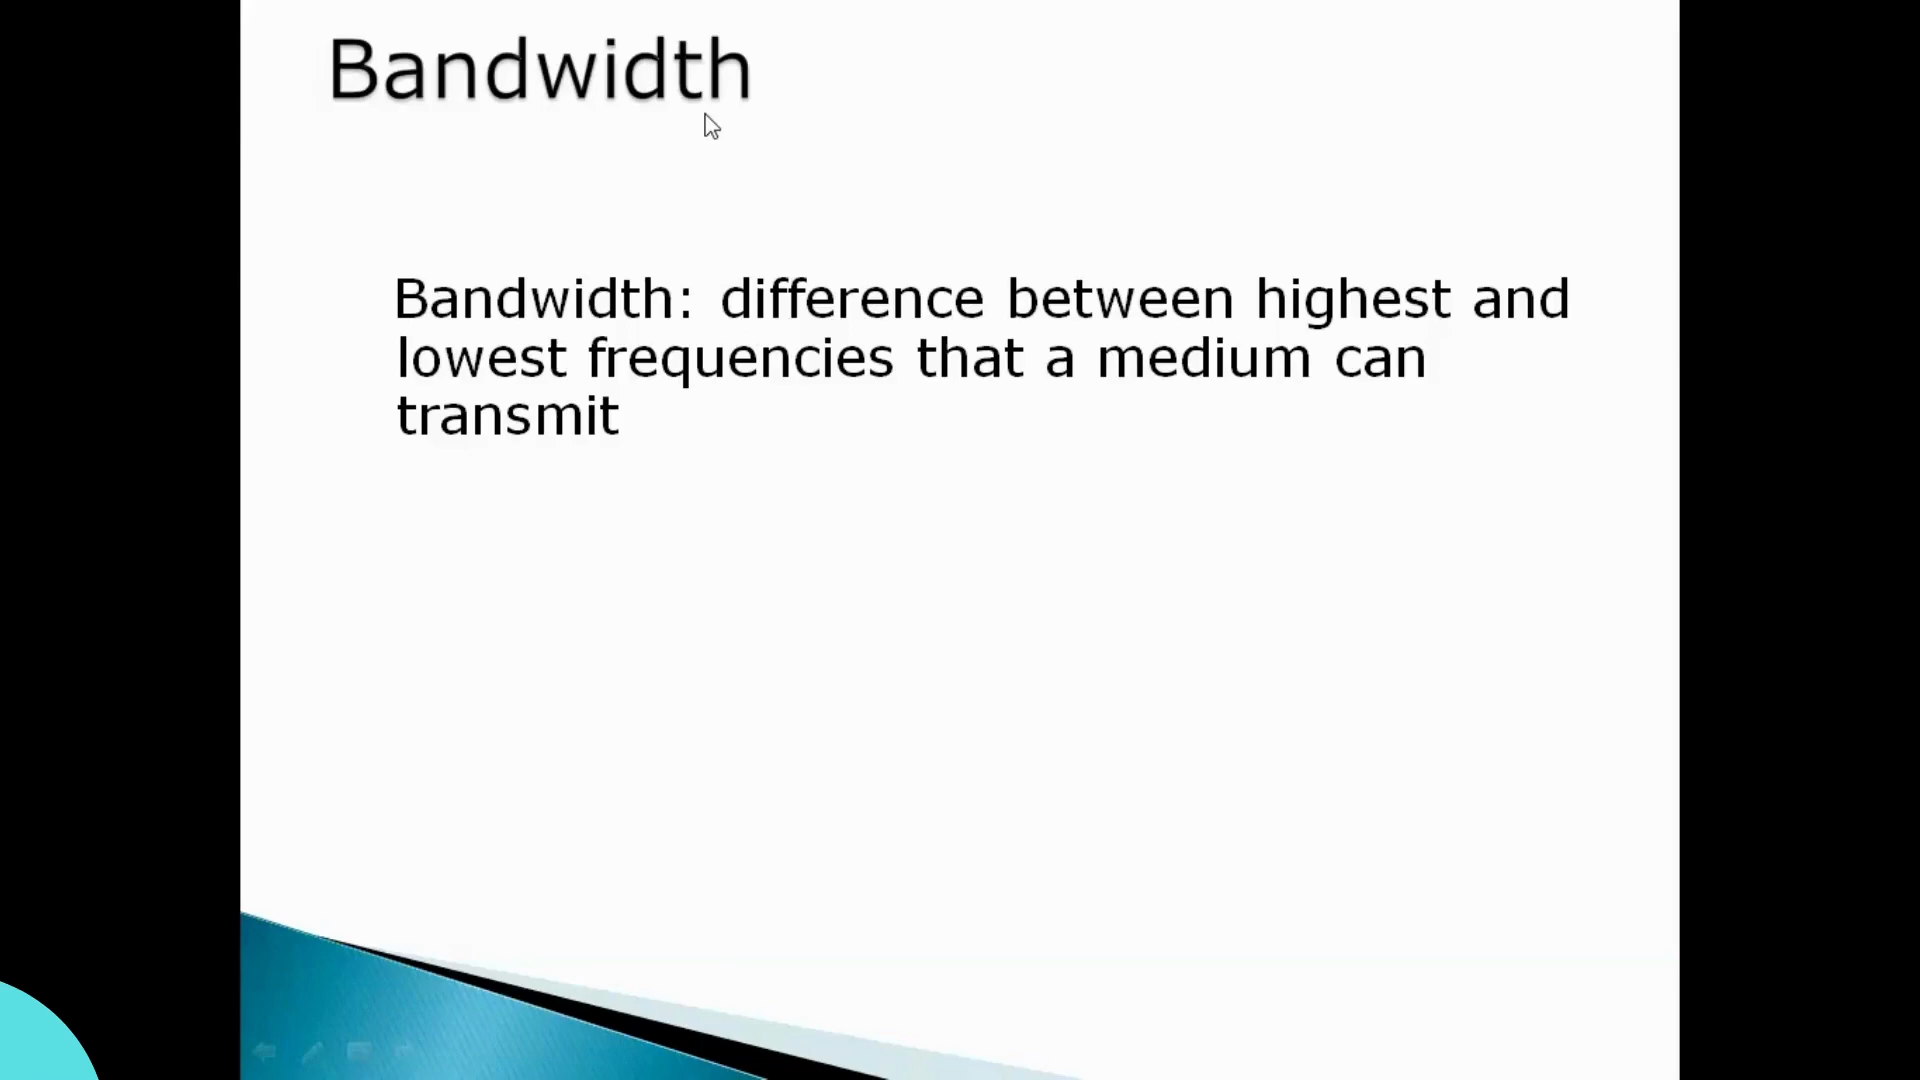 Bandwidth
Bandwidth: difference between highest and
lowest frequencies that a medium can
transmit